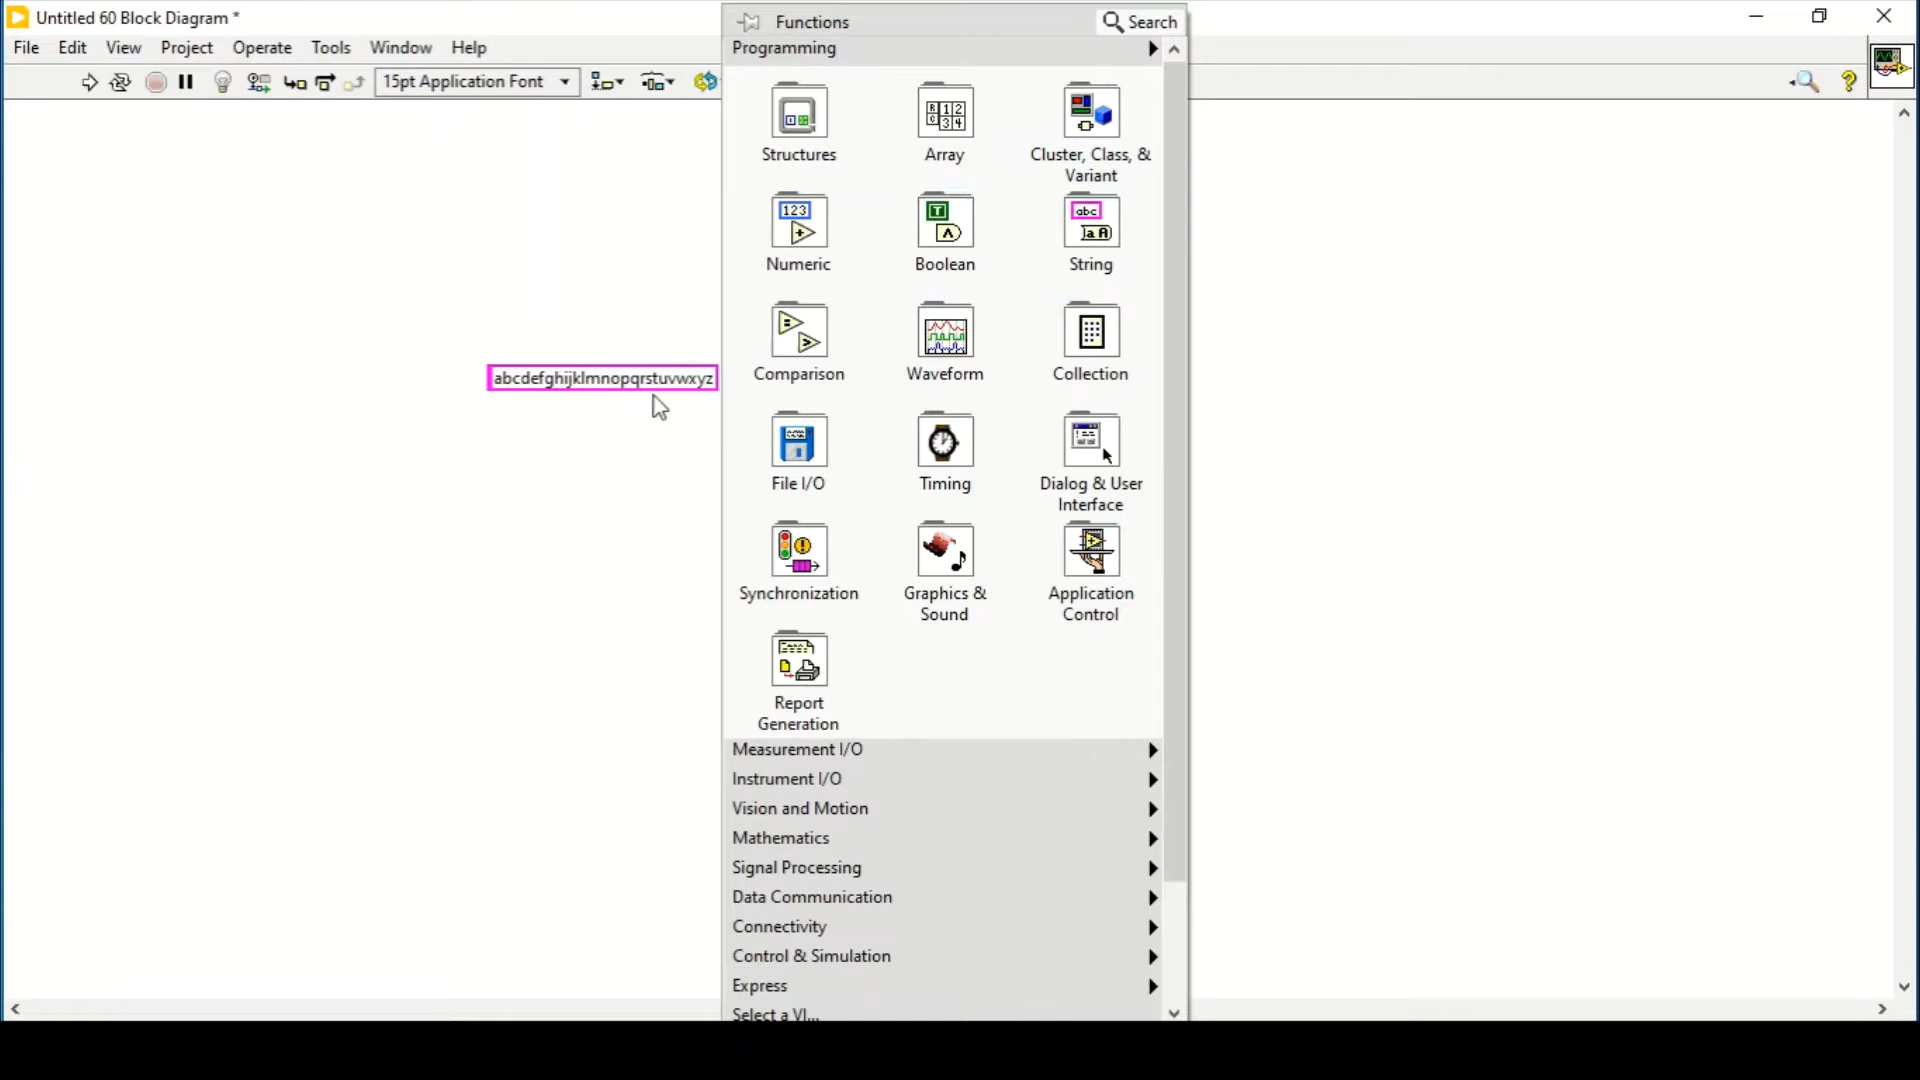 Untitled 60 Block Diagram *
File Edit View Project Operate Tools Window Help
15pt Application Font
Functions
Search
Programming
Structures
Array
Cluster, Class, &
Variant
Numeric
Boolean
String
Comparison
Waveform
Collection
abcdefghijklmnopqrstuvwxyz
File I/O
Timing
Dialog & User
Interface
Synchronization
Graphics &
Sound
Application
Control
Report
Generation
Measurement I/O
Instrument I/O
Vision and Motion
Mathematics
Signal Processing
Data Communication
Connectivity
Control & Simulation
Express
Select a VI...